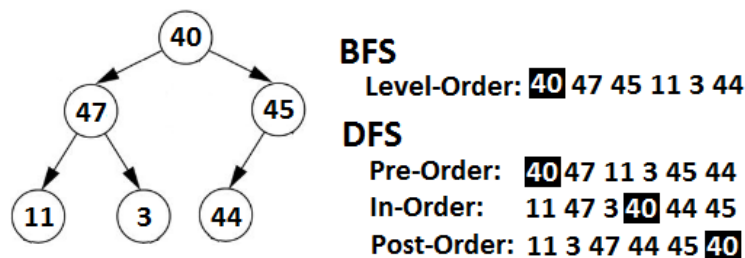 40
47
45
11
3
44
BFS
Level-Order: 40 47 45 11 3 44
DFS
Pre-Order: 40 47 11 3 45 44
In-Order: 11 47 3 40 44 45
Post-Order: 11 3 47 44 45 40